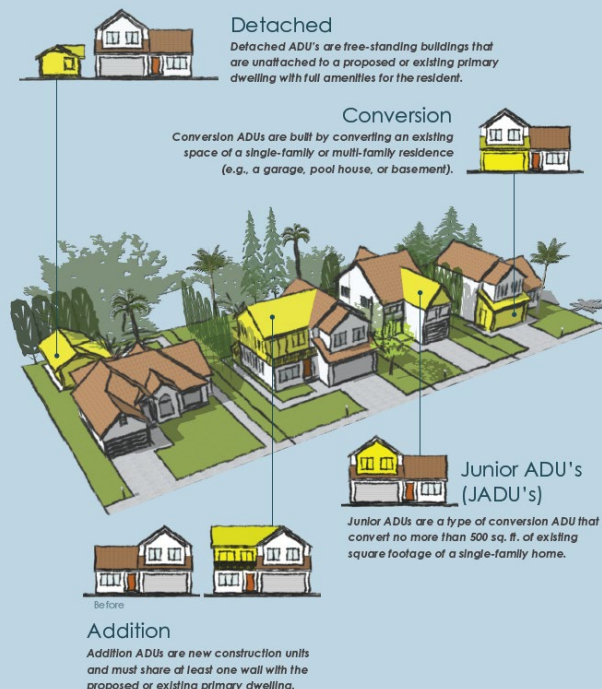 Detached
Detached ADU's are free-standing buildings that
are unattached to a proposed or existing primary
dwelling with full amenities for the resident.
Conversion
Conversion ADUs are built by converting an existing
space of a single-family or multi-family residence
(e.g., a garage, pool house, or basement).
Junior ADU's
(JADU's)
Junior ADUs are a type of conversion ADU that
convert no more than 500 sq. ft. of existing
square footage of a single-family home.
Before
Addition
Addition ADUs are new construction units
and must share at least one wall with the
proposed or existing primary dwelling.